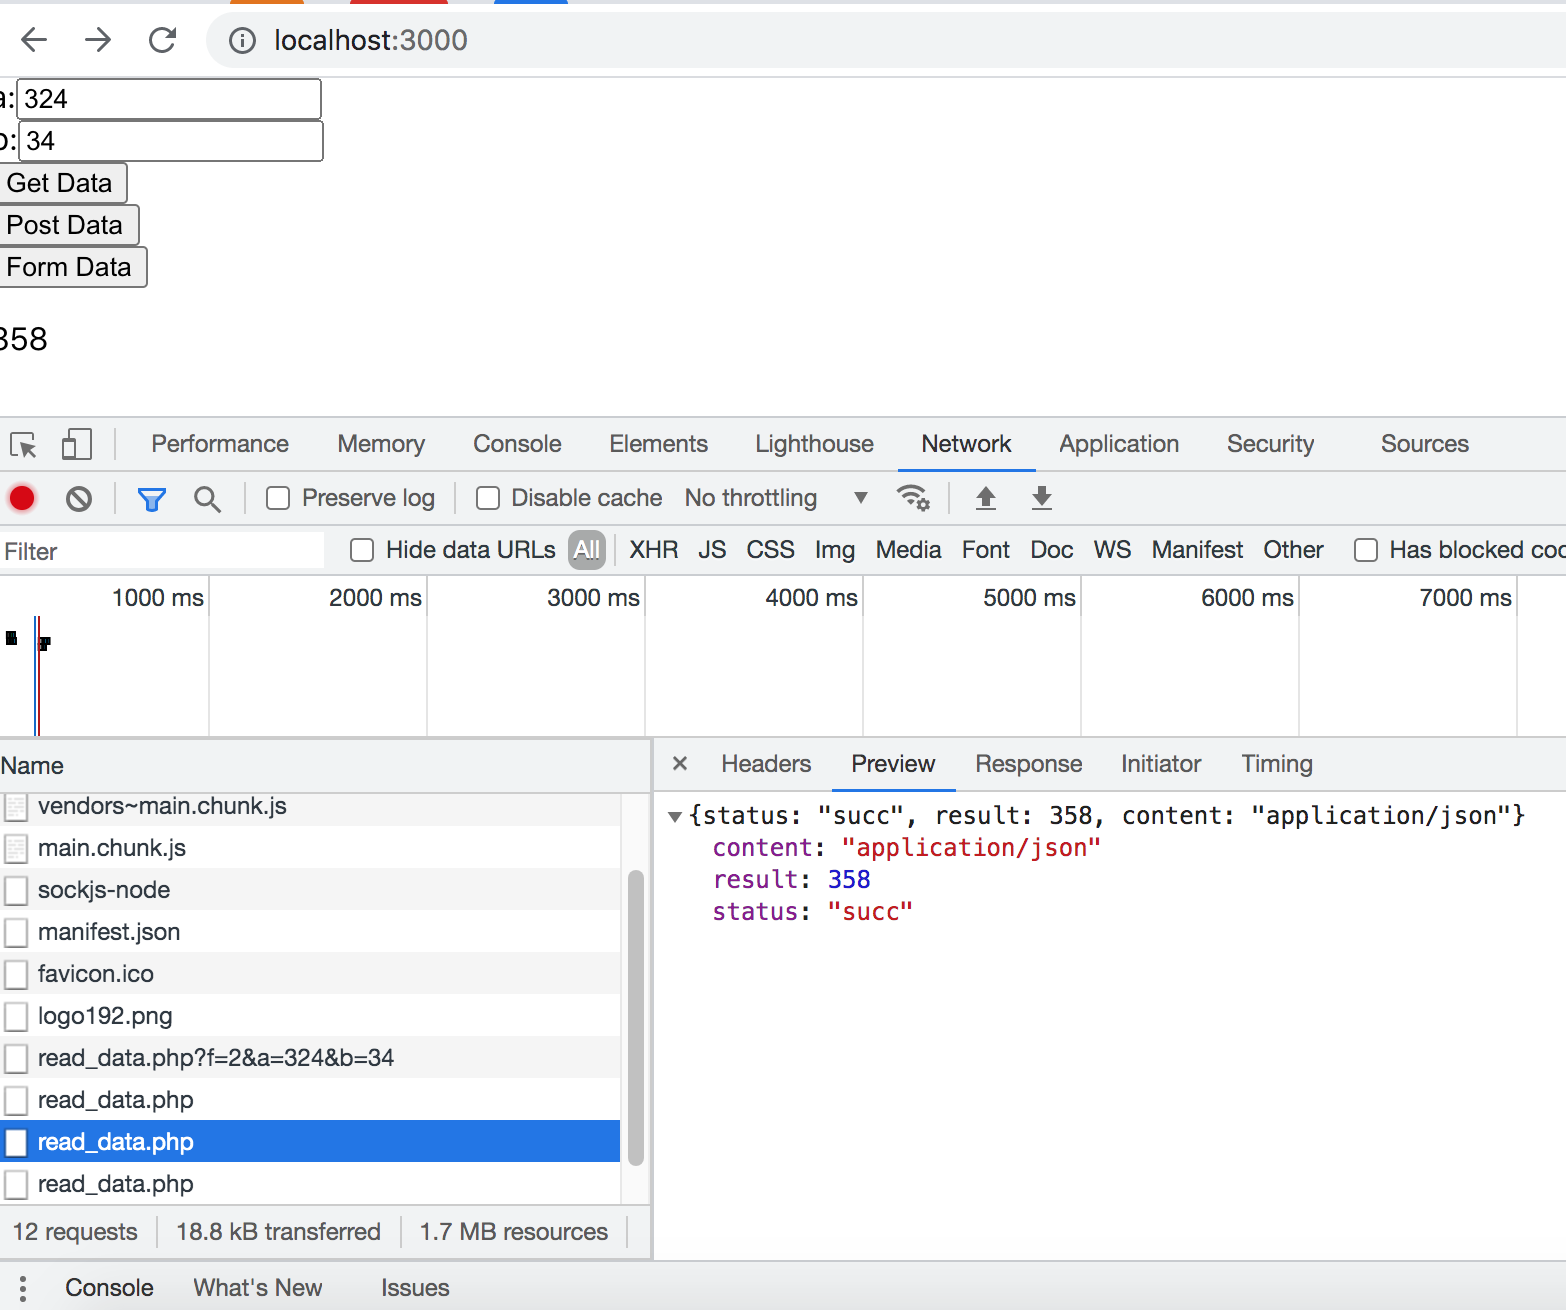 localhost:3000
a: 324
b: 34
Get Data
Post Data
Form Data
358
Performance Memory Console Elements Lighthouse Network Application Security Sources
Preserve log Disable cache No throttling
Filter Hide data URLs All XHR JS CSS Img Media Font Doc WS Manifest Other Has blocked coo
1000 ms 2000 ms 3000 ms 4000 ms 5000 ms 6000 ms 7000 ms
Name
vendors~main.chunk.js
main.chunk.js
sockjs-node
manifest.json
favicon.ico
logo192.png
read_data.php?f=2&a=324&b=34
read_data.php
read_data.php
read_data.php
12 requests 18.8 kB transferred 1.7 MB resources
× Headers Preview Response Initiator Timing
{status: "succ", result: 358, content: "application/json"}
content: "application/json"
result: 358
status: "succ"
Console What's New Issues